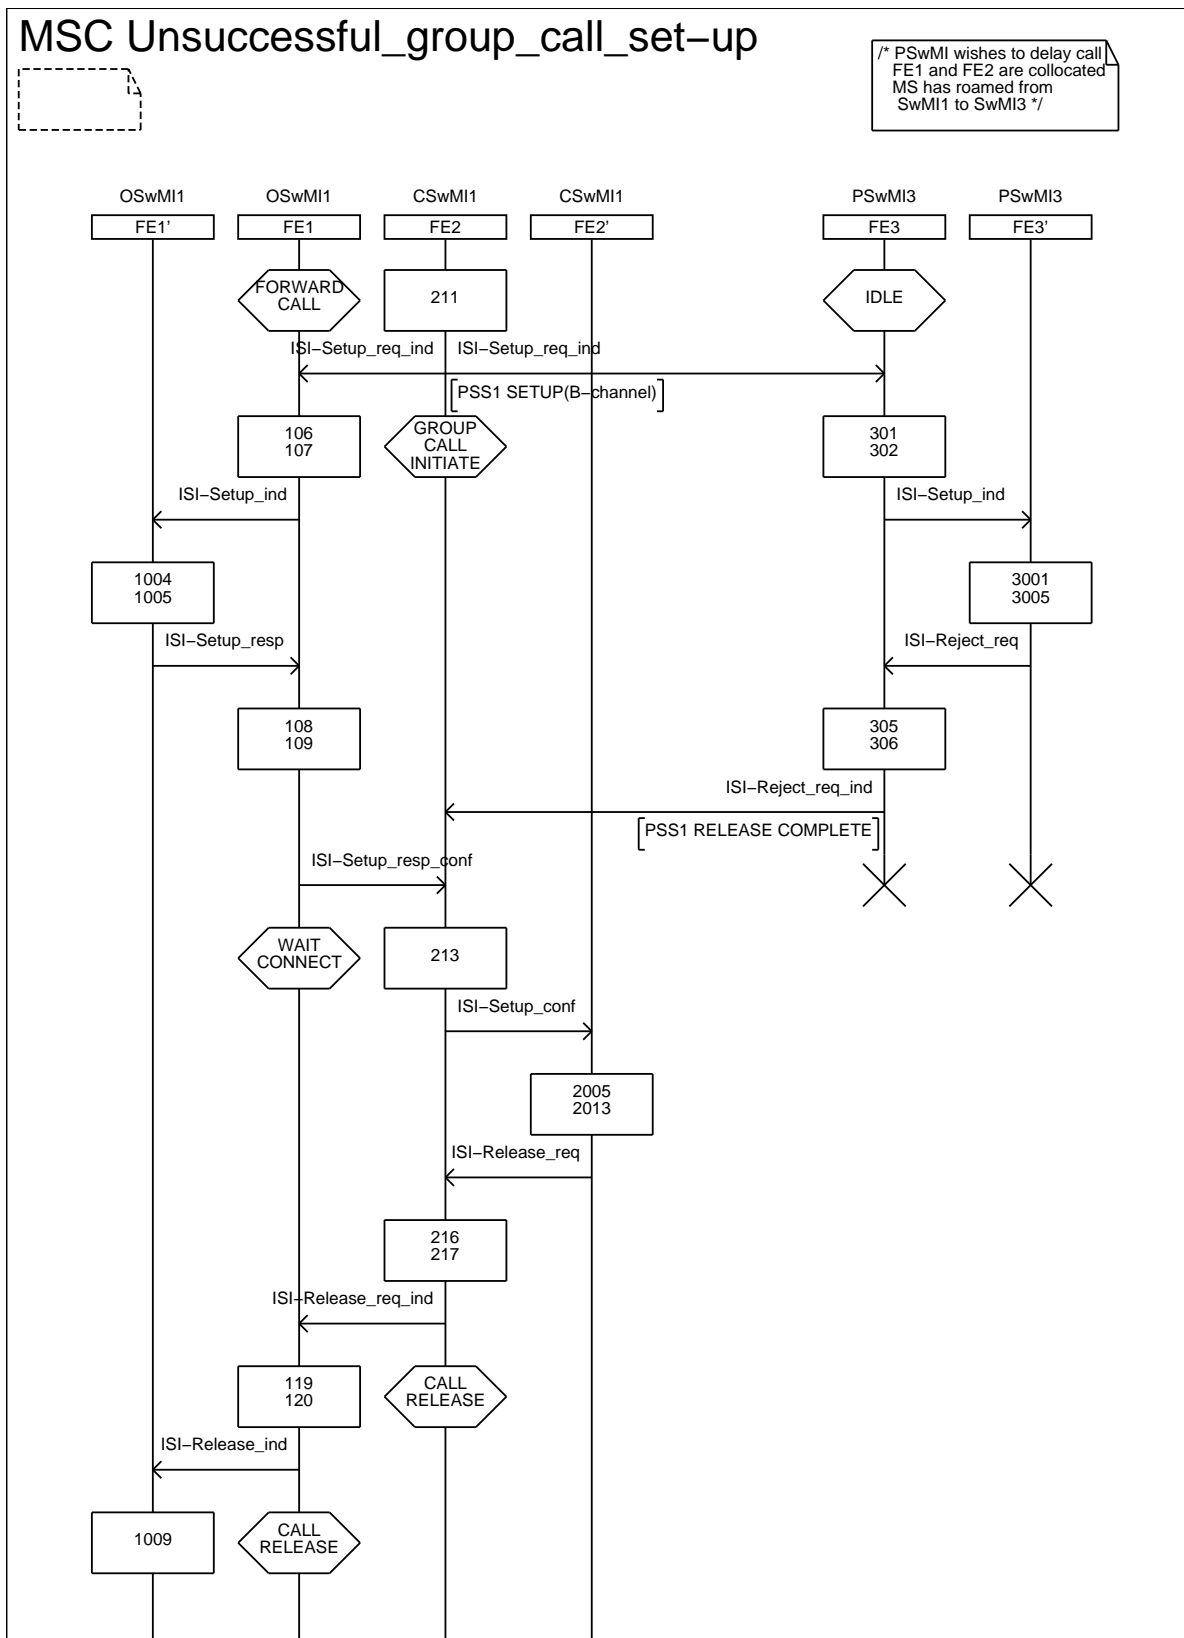 MSC Unsuccessful_group_call_set−up
/* PSwMI wishes to delay call
FE1 and FE2 are collocated
MS has roamed from
SwMI1 to SwMI3 */
OSwMI1 OSwMI1 CSwMI1 CSwMI1 PSwMI3 PSwMI3
FE1' FE1 FE2 FE2' FE3 FE3'
FORWARD
CALL
211
IDLE
ISI−Setup_req_ind ISI−Setup_req_ind
PSS1 SETUP(B−channel)
106
107
GROUP
CALL
INITIATE
301
302
ISI−Setup_ind ISI−Setup_ind
1004
1005
3001
3005
ISI−Setup_resp ISI−Reject_req
108
109
305
306
ISI−Reject_req_ind
PSS1 RELEASE COMPLETE
ISI−Setup_resp_conf
WAIT
CONNECT
213
ISI−Setup_conf
2005
2013
ISI−Release_req
216
217
ISI−Release_req_ind
119
120
CALL
RELEASE
ISI−Release_ind
1009
CALL
RELEASE